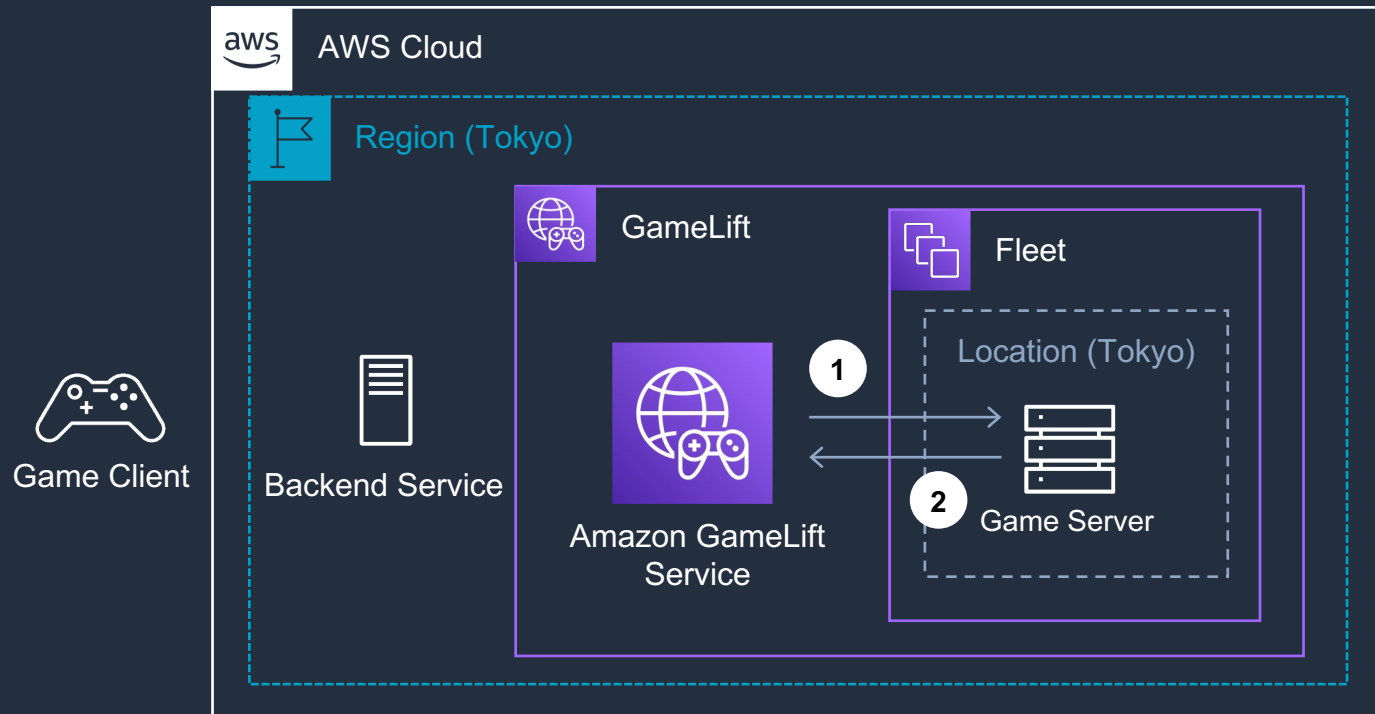 aws
AWS Cloud
Region (Tokyo)
GameLift
Fleet
Location (Tokyo)
1
2
Game Client
Backend Service
Amazon GameLift
Service
Game Server